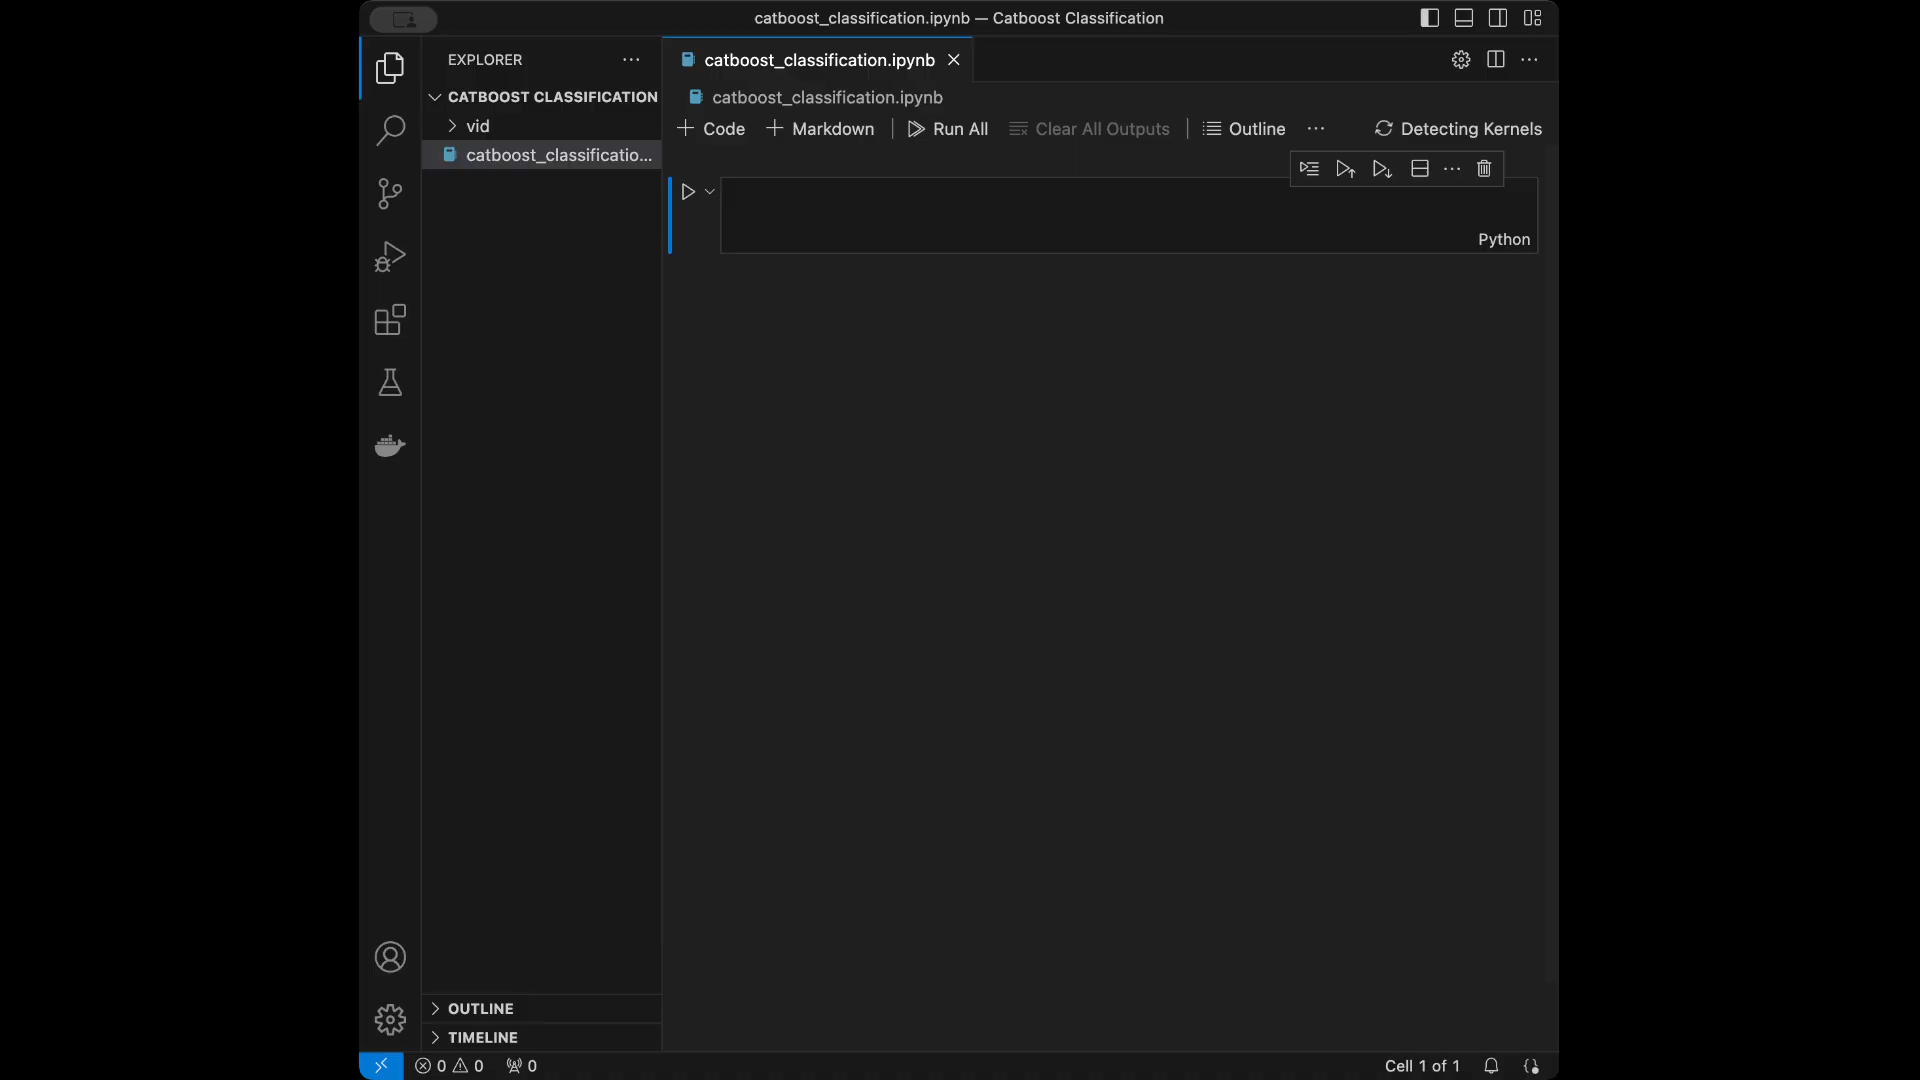 catboost_classification.ipynb — Catboost Classification
EXPLORER
CATBOOST CLASSIFICATION
vid
catboost_classificatio...
OUTLINE
TIMELINE
catboost_classification.ipynb
catboost_classification.ipynb
Code Markdown Run All Clear All Outputs Outline Detecting Kernels
Python
0 0 0 Cell 1 of 1